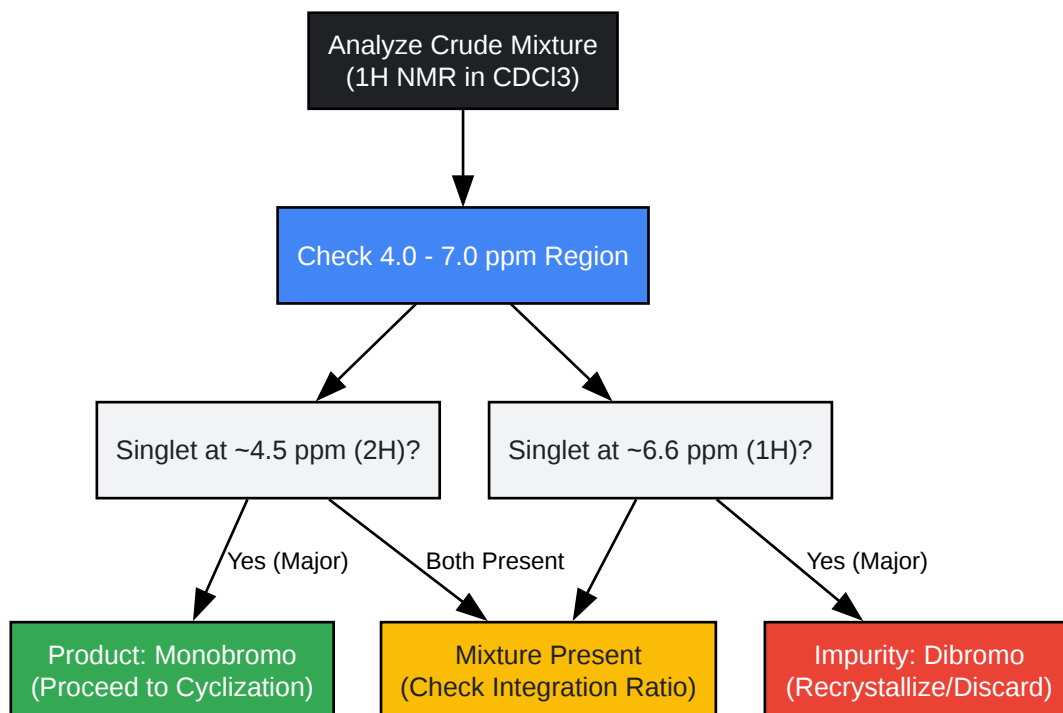 Analyze Crude Mixture
(1H NMR in CDCl3)
Check 4.0 - 7.0 ppm Region
Singlet at ~4.5 ppm (2H)?
Singlet at ~6.6 ppm (1H)?
Yes (Major)
Both Present
Yes (Major)
Product: Monobromo
(Proceed to Cyclization)
Mixture Present
(Check Integration Ratio)
Impurity: Dibromo
(Recrystallize/Discard)